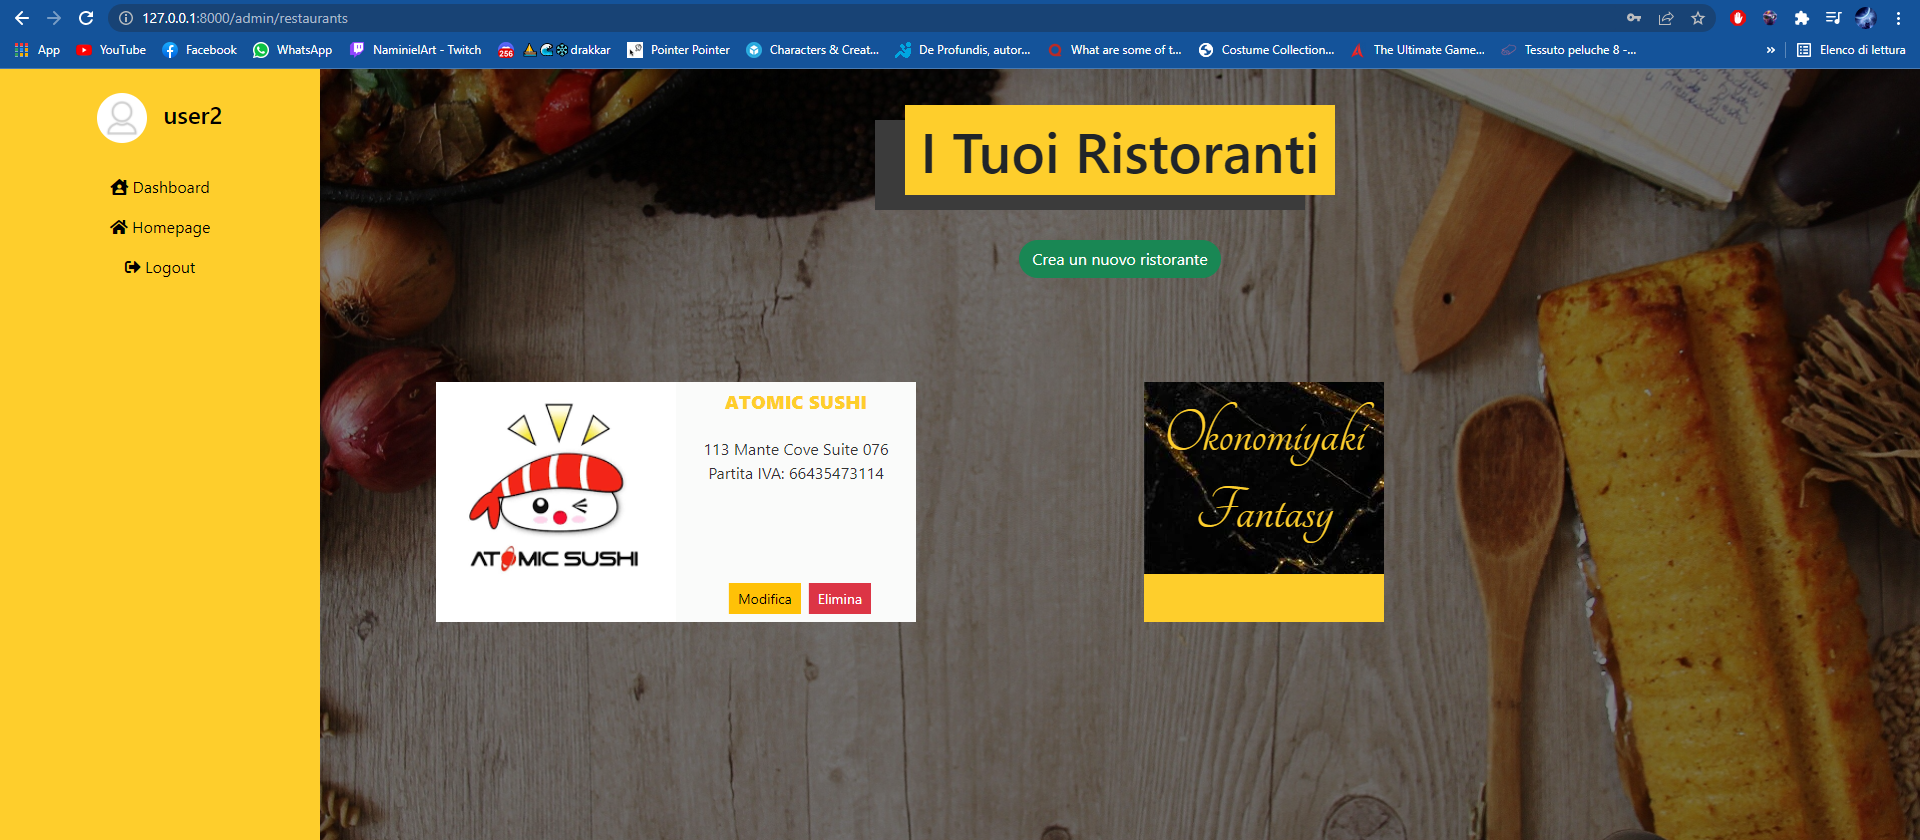 127.0.0.1:8000/admin/restaurants
App
YouTube
Facebook
WhatsApp
NaminielArt - Twitch
256
drakkar
Pointer Pointer
Characters & Creat...
De Profundis, autor...
What are some of t...
Costume Collection...
The Ultimate Game...
Tessuto peluche 8 -...
»
Elenco di lettura
user2
Dashboard
Homepage
Logout
I Tuoi Ristoranti
Crea un nuovo ristorante
ATOMIC SUSHI
ATOMIC SUSHI
113 Mante Cove Suite 076
Partita IVA: 66435473114
Modifica
Elimina
Okonomiyaki
Fantasy